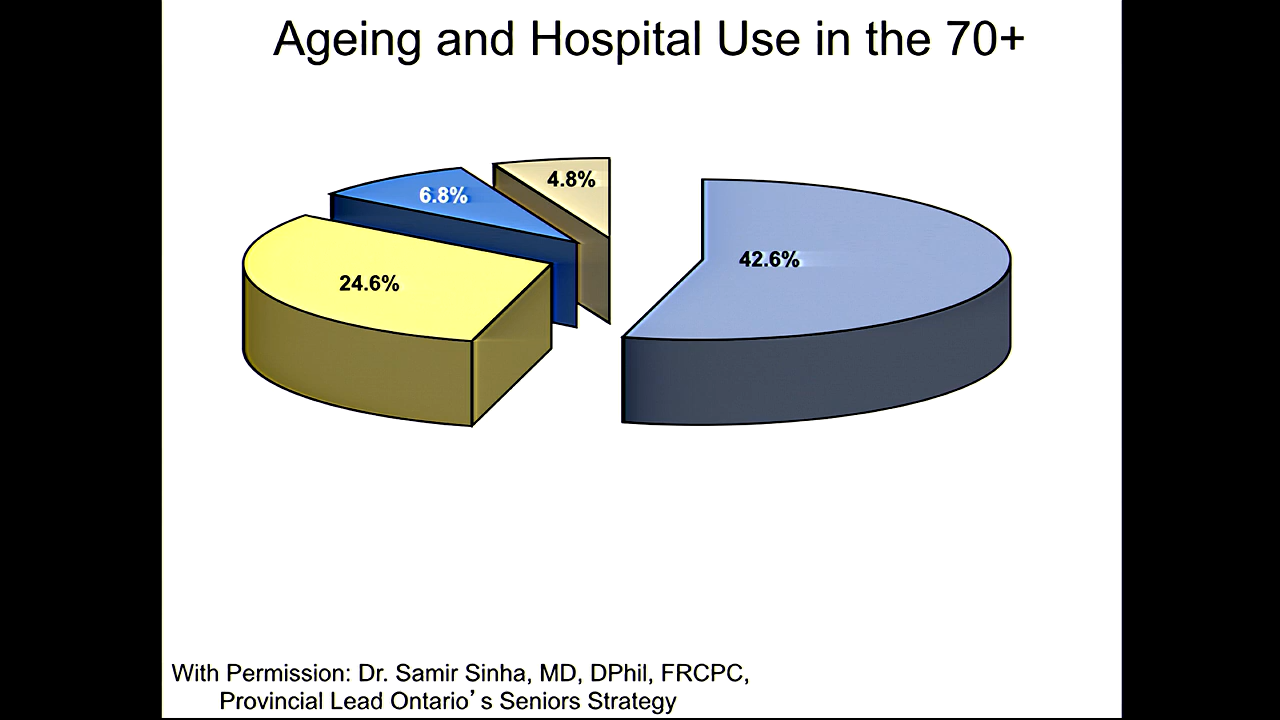 Ageing and Hospital Use in the 70+
4.8%
6.8%
42.6%
24.6%
With Permission: Dr. Samir Sinha, MD, DPhil, FRCPC,
Provincial Lead Ontario’s Seniors Strategy